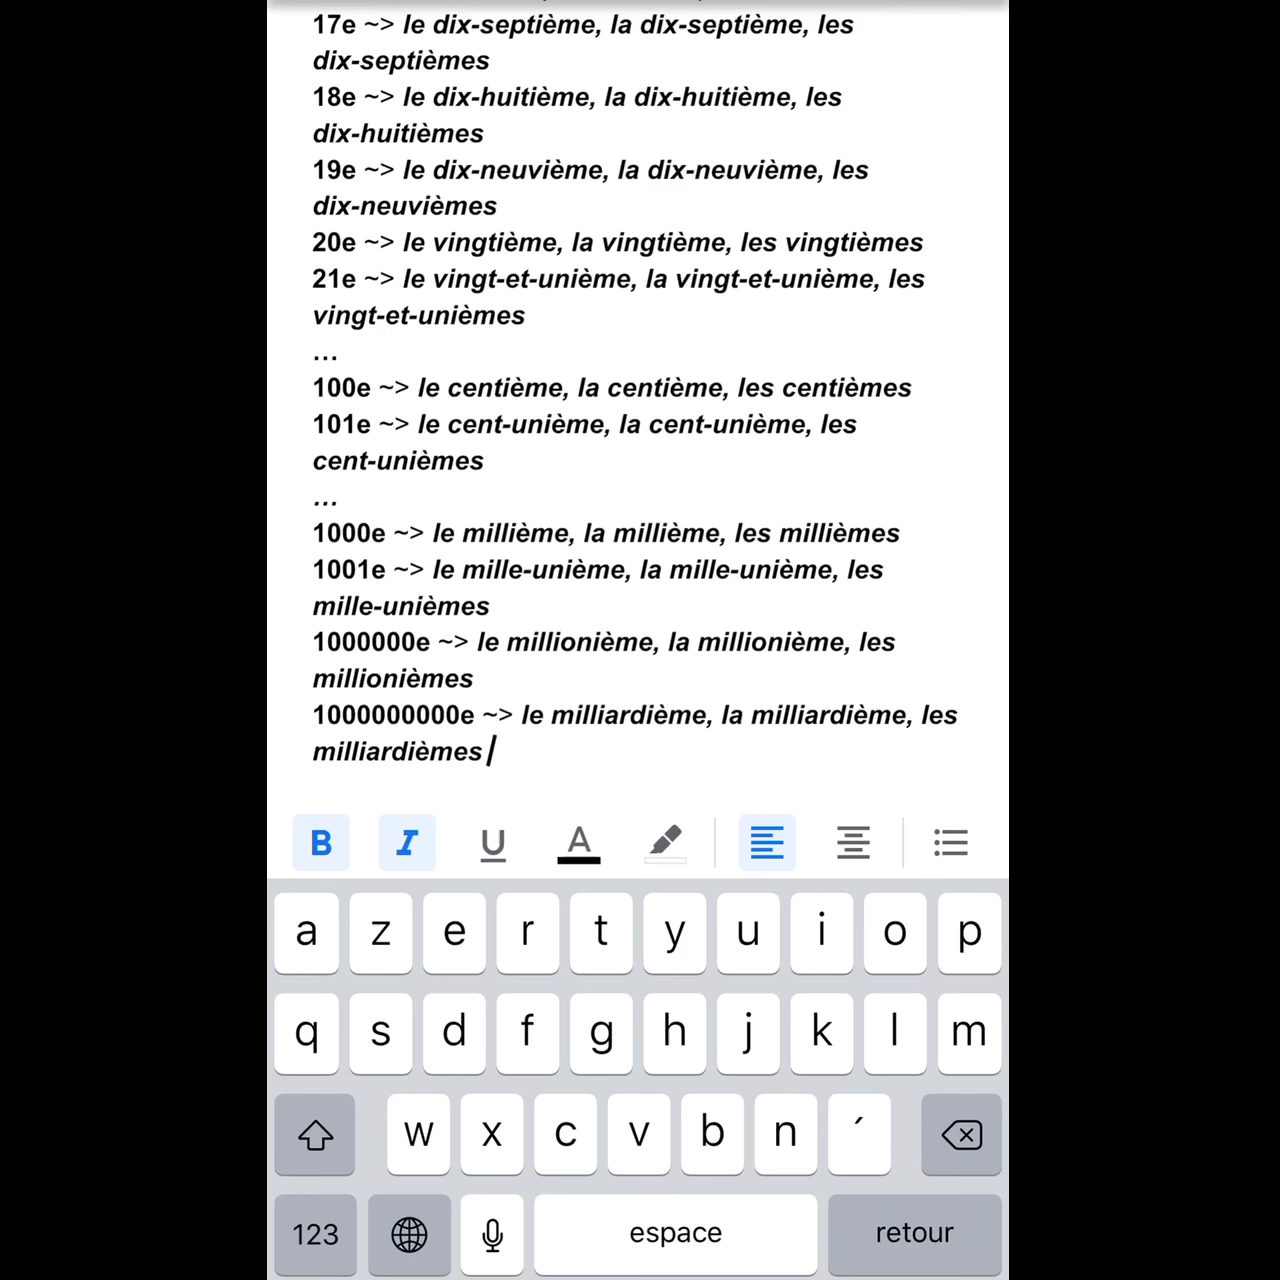 17e ~> le dix-septième, la dix-septième, les
dix-septièmes
18e ~> le dix-huitième, la dix-huitième, les
dix-huitièmes
19e ~> le dix-neuvième, la dix-neuvième, les
dix-neuvièmes
20e ~> le vingtième, la vingtième, les vingtièmes
21e ~> le vingt-et-unième, la vingt-et-unième, les
vingt-et-unièmes
...
100e ~> le centième, la centième, les centièmes
101e ~> le cent-unième, la cent-unième, les
cent-unièmes
...
1000e ~> le millième, la millième, les millièmes
1001e ~> le mille-unième, la mille-unième, les
mille-unièmes
1000000e ~> le millionième, la millionième, les
millionièmes
1000000000e ~> le milliardième, la milliardième, les
milliardièmes
B I U A
a z e r t y u i o p
q s d f g h j k l m
w x c v b n ´
123 espace retour